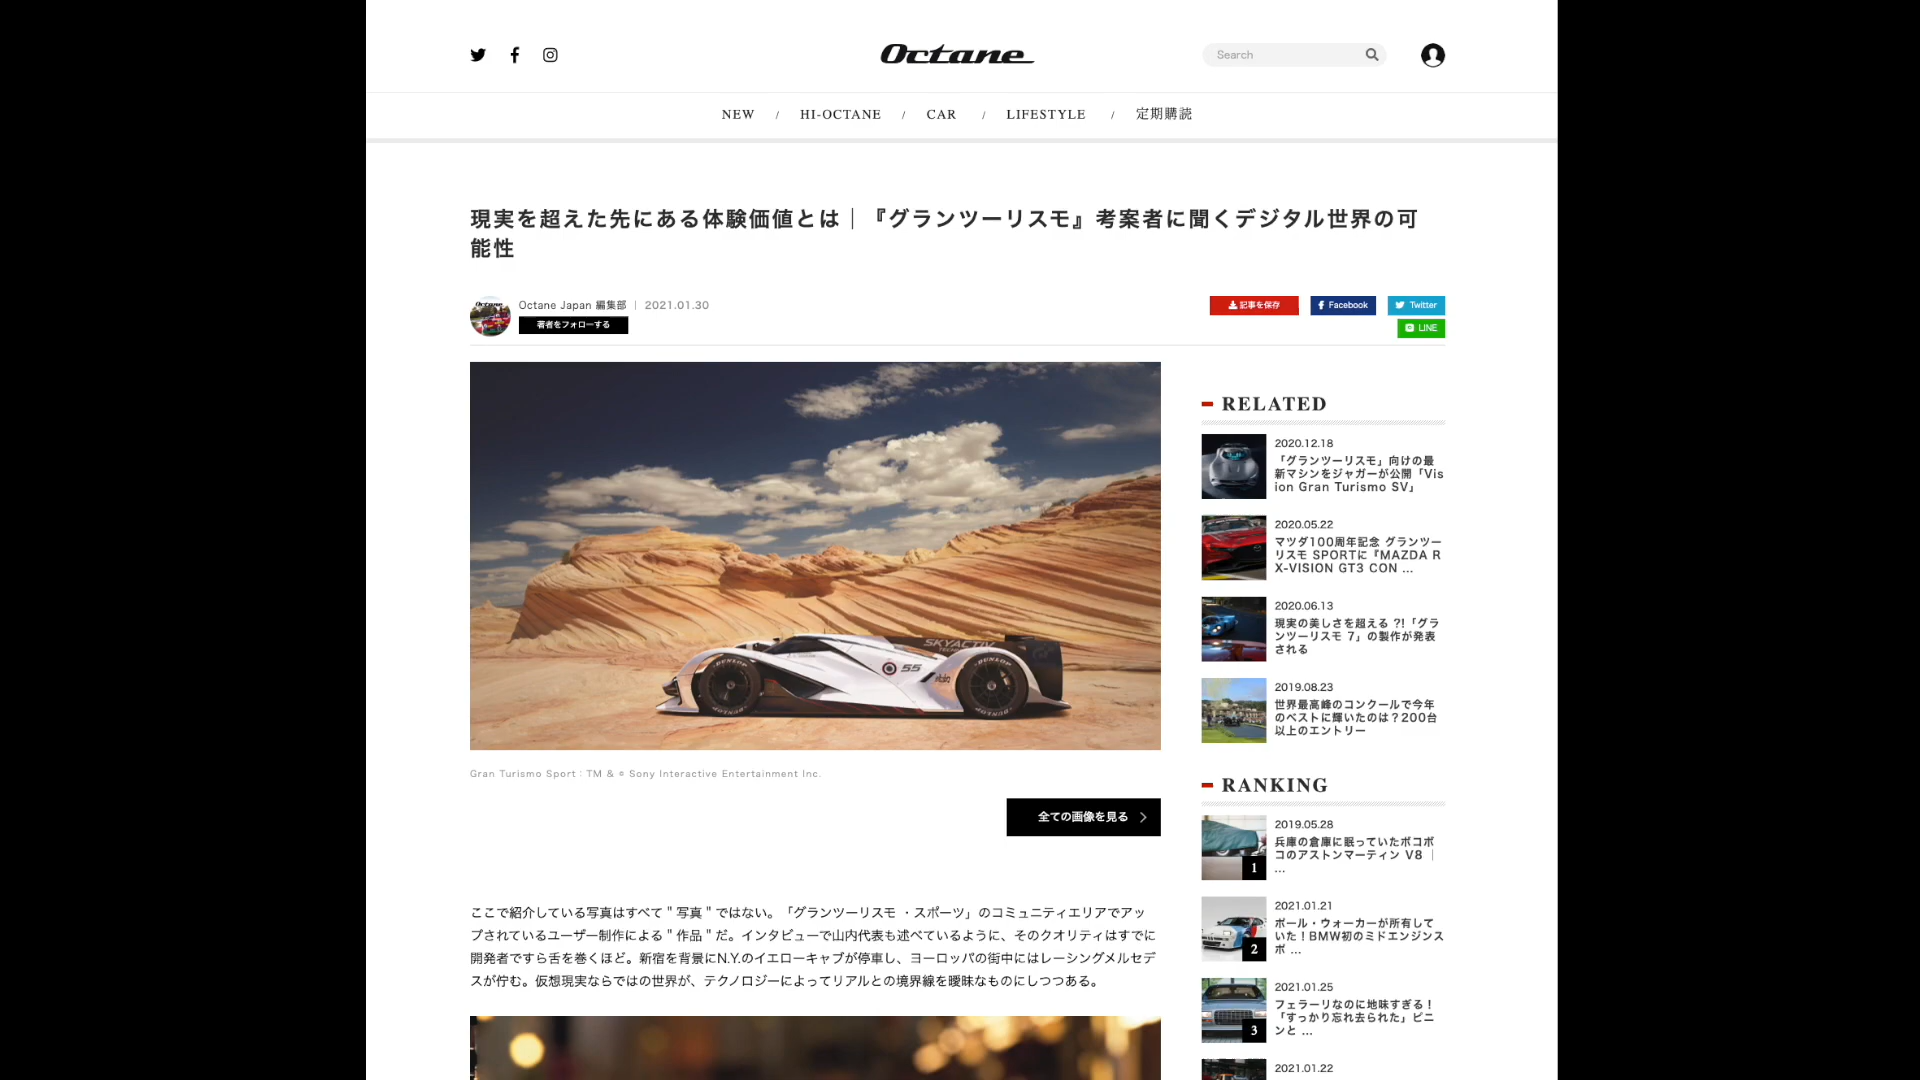 Octane
Search
NEW / HI-OCTANE / CAR / LIFESTYLE / 定期購読
現実を超えた先にある体験価値とは｜『グランツーリスモ』考案者に聞くデジタル世界の可
能性
Octane Japan 編集部 | 2021.01.30
著者をフォローする
記事を保存
Facebook
Twitter
LINE
SKYACTIV
55
DUNLOP
DUNLOP
Gran Turismo Sport：TM & © Sony Interactive Entertainment Inc.
全ての画像を見る
ここで紹介している写真はすべて＂写真＂ではない。「グランツーリスモ ・スポーツ」のコミュニティエリアでアッ
プされているユーザー制作による＂作品＂だ。インタビューで山内代表も述べているように、そのクオリティはすでに
開発者ですら舌を巻くほど。新宿を背景にN.Y.のイエローキャブが停車し、ヨーロッパの街中にはレーシングメルセデ
スが佇む。仮想現実ならではの世界が、テクノロジーによってリアルとの境界線を曖昧なものにしつつある。
RELATED
2020.12.18
「グランツーリスモ」向けの最
新マシンをジャガーが公開「Vis
ion Gran Turismo SV」
2020.05.22
マツダ100周年記念 グランツー
リスモ SPORTに『MAZDA R
X-VISION GT3 CON ...
2020.06.13
現実の美しさを超える ?!「グラ
ンツーリスモ 7」の製作が発表
される
2019.08.23
世界最高峰のコンクールで今年
のベストに輝いたのは？200台
以上のエントリー
RANKING
2019.05.28
兵庫の倉庫に眠っていたボコボ
コのアストンマーティン V8 ｜
...
1
2021.01.21
ポール・ウォーカーが所有して
いた！BMW初のミドエンジンス
ポ ...
2
2021.01.25
フェラーリなのに地味すぎる！
「すっかり忘れ去られた」ピニ
ンと ...
3
2021.01.22